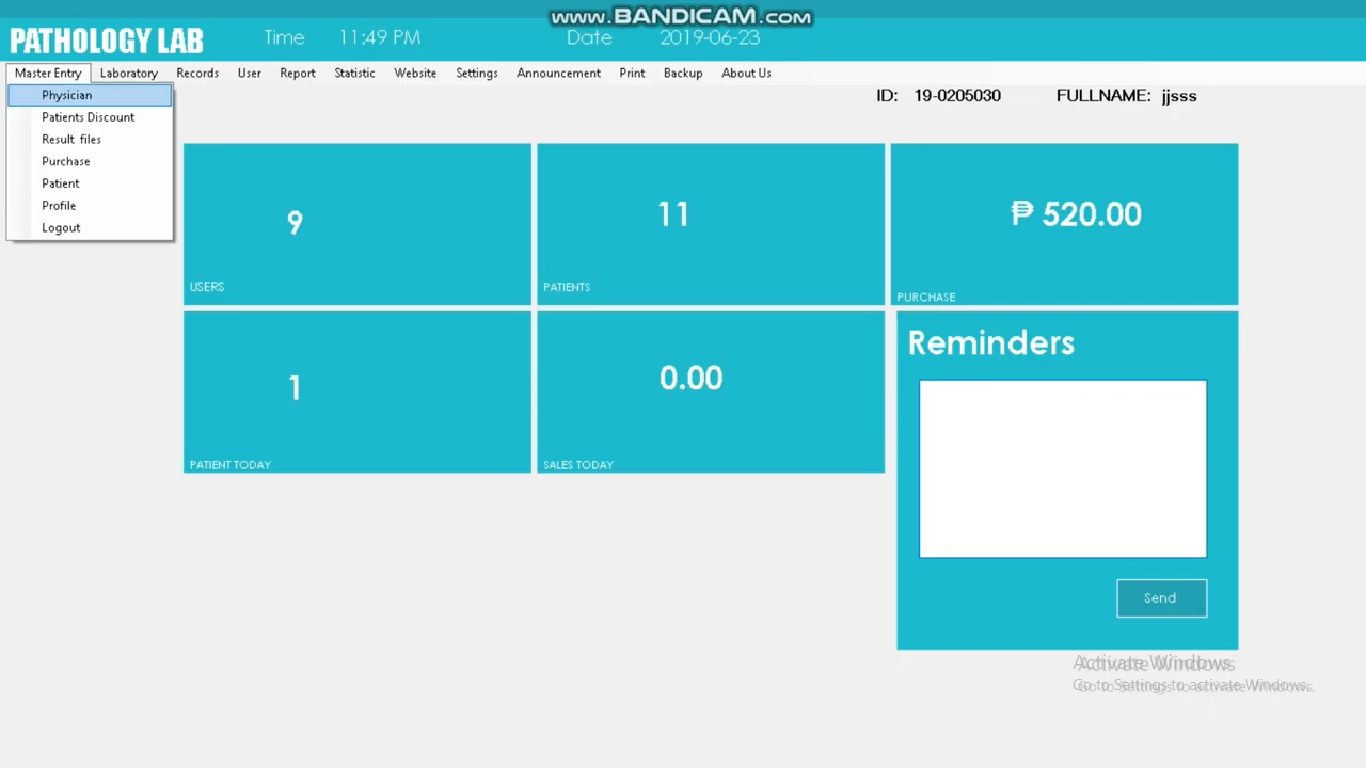 www.BANDICAM.com
PATHOLOGY LAB Time 11:49 PM Date 2019-06-23
Master Entry Laboratory Records User Report Statistic Website Settings Announcement Print Backup About Us
Physician
Patients Discount
Result files
Purchase
Patient
Profile
Logout
ID: 19-0205030 FULLNAME: jjsss
9
USERS
11
PATIENTS
₱ 520.00
PURCHASE
1
PATIENT TODAY
0.00
SALES TODAY
Reminders
Send
Activate Windows
Go to Settings to activate Windows.